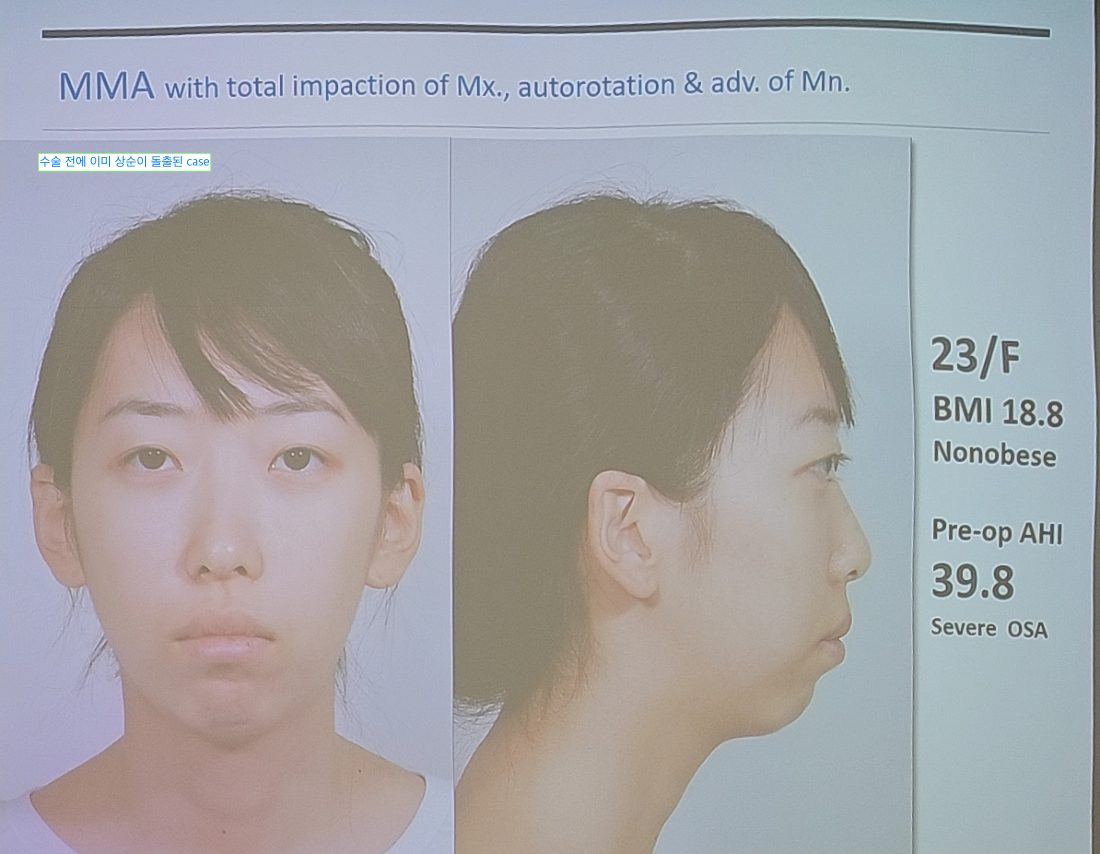 MMA with total impaction of Mx., autorotation & adv. of Mn.
수술 전에 이미 상순이 돌출된 case
23/F
BMI 18.8
Nonobese
Pre-op AHI
39.8
Severe OSA